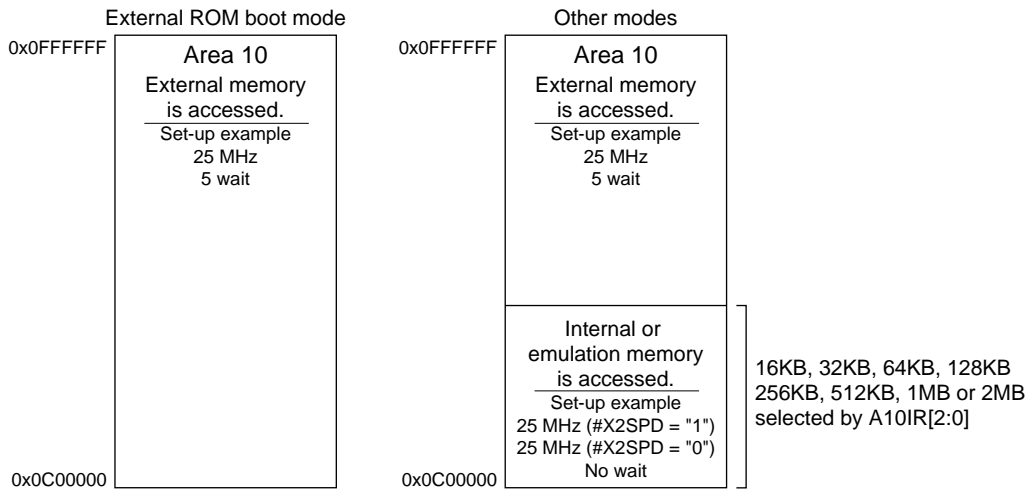 External ROM boot mode
0x0FFFFFF
Area 10
External memory
is accessed.
Set-up example
25 MHz
5 wait
0x0C00000
Other modes
0x0FFFFFF
Area 10
External memory
is accessed.
Set-up example
25 MHz
5 wait
Internal or
emulation memory
is accessed.
Set-up example
25 MHz (#X2SPD = "1")
25 MHz (#X2SPD = "0")
No wait
0x0C00000
16KB, 32KB, 64KB, 128KB
256KB, 512KB, 1MB or 2MB
selected by A10IR[2:0]